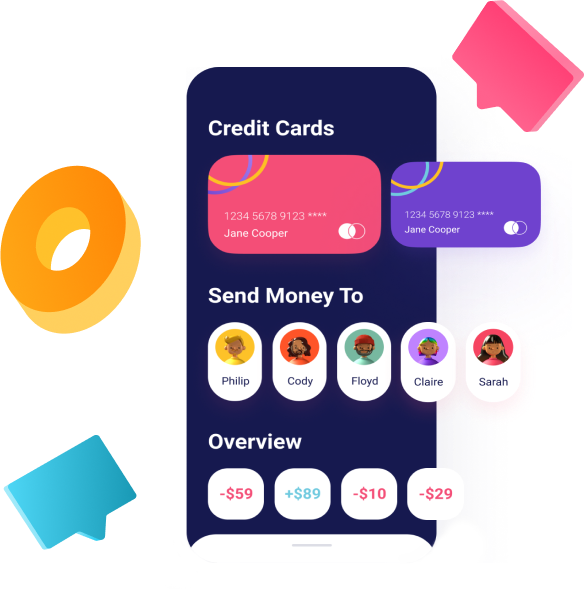 Credit Cards
1234 5678 9123 ****
Jane Cooper
1234 5678 9123 ****
Jane Cooper
Send Money To
Philip Cody Floyd Claire Sarah
Overview
-$59 +$89 -$10 -$29